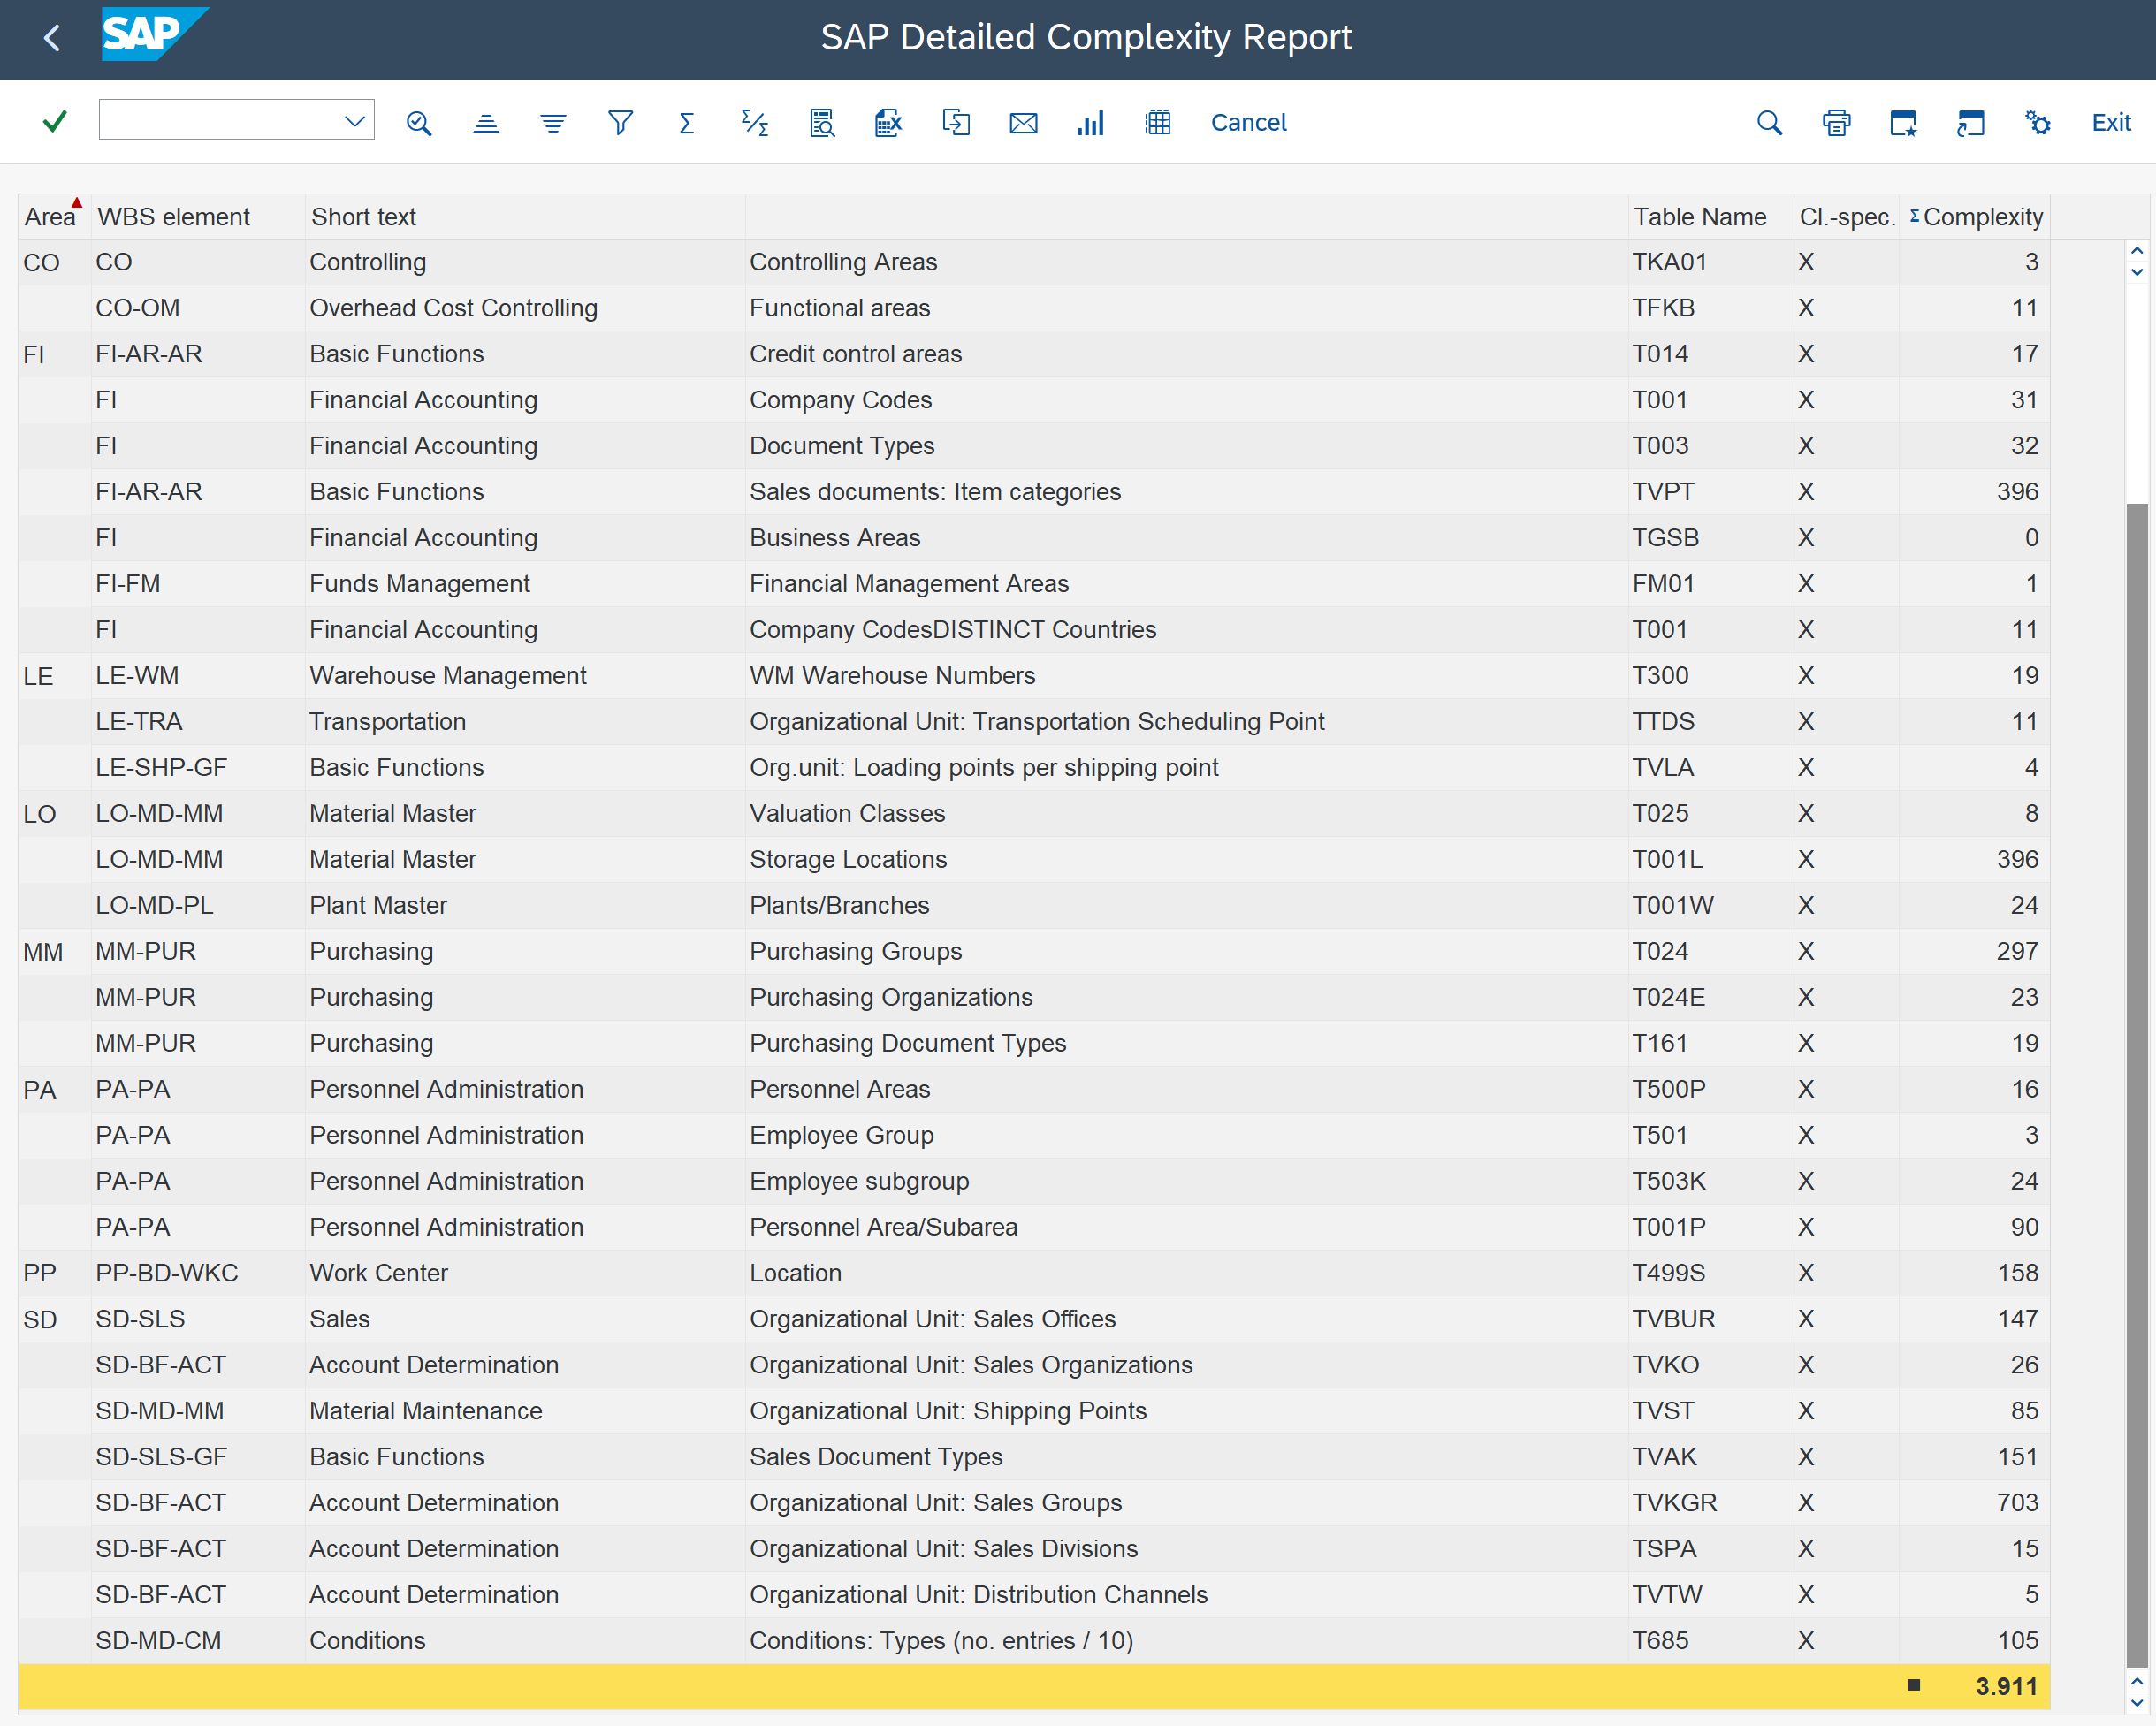 SAP
SAP Detailed Complexity Report
Cancel
Exit
Area WBS element Short text Table Name Cl.-spec. Σ Complexity
CO CO Controlling Controlling Areas TKA01 X 3
CO-OM Overhead Cost Controlling Functional areas TFKB X 11
FI FI-AR-AR Basic Functions Credit control areas T014 X 17
FI Financial Accounting Company Codes T001 X 31
FI Financial Accounting Document Types T003 X 32
FI-AR-AR Basic Functions Sales documents: Item categories TVPT X 396
FI Financial Accounting Business Areas TGSB X 0
FI-FM Funds Management Financial Management Areas FM01 X 1
FI Financial Accounting Company CodesDISTINCT Countries T001 X 11
LE LE-WM Warehouse Management WM Warehouse Numbers T300 X 19
LE-TRA Transportation Organizational Unit: Transportation Scheduling Point TTDS X 11
LE-SHP-GF Basic Functions Org.unit: Loading points per shipping point TVLA X 4
LO LO-MD-MM Material Master Valuation Classes T025 X 8
LO-MD-MM Material Master Storage Locations T001L X 396
LO-MD-PL Plant Master Plants/Branches T001W X 24
MM MM-PUR Purchasing Purchasing Groups T024 X 297
MM-PUR Purchasing Purchasing Organizations T024E X 23
MM-PUR Purchasing Purchasing Document Types T161 X 19
PA PA-PA Personnel Administration Personnel Areas T500P X 16
PA-PA Personnel Administration Employee Group T501 X 3
PA-PA Personnel Administration Employee subgroup T503K X 24
PA-PA Personnel Administration Personnel Area/Subarea T001P X 90
PP PP-BD-WKC Work Center Location T499S X 158
SD SD-SLS Sales Organizational Unit: Sales Offices TVBUR X 147
SD-BF-ACT Account Determination Organizational Unit: Sales Organizations TVKO X 26
SD-MD-MM Material Maintenance Organizational Unit: Shipping Points TVST X 85
SD-SLS-GF Basic Functions Sales Document Types TVAK X 151
SD-BF-ACT Account Determination Organizational Unit: Sales Groups TVKGR X 703
SD-BF-ACT Account Determination Organizational Unit: Sales Divisions TSPA X 15
SD-BF-ACT Account Determination Organizational Unit: Distribution Channels TVTW X 5
SD-MD-CM Conditions Conditions: Types (no. entries / 10) T685 X 105
3.911